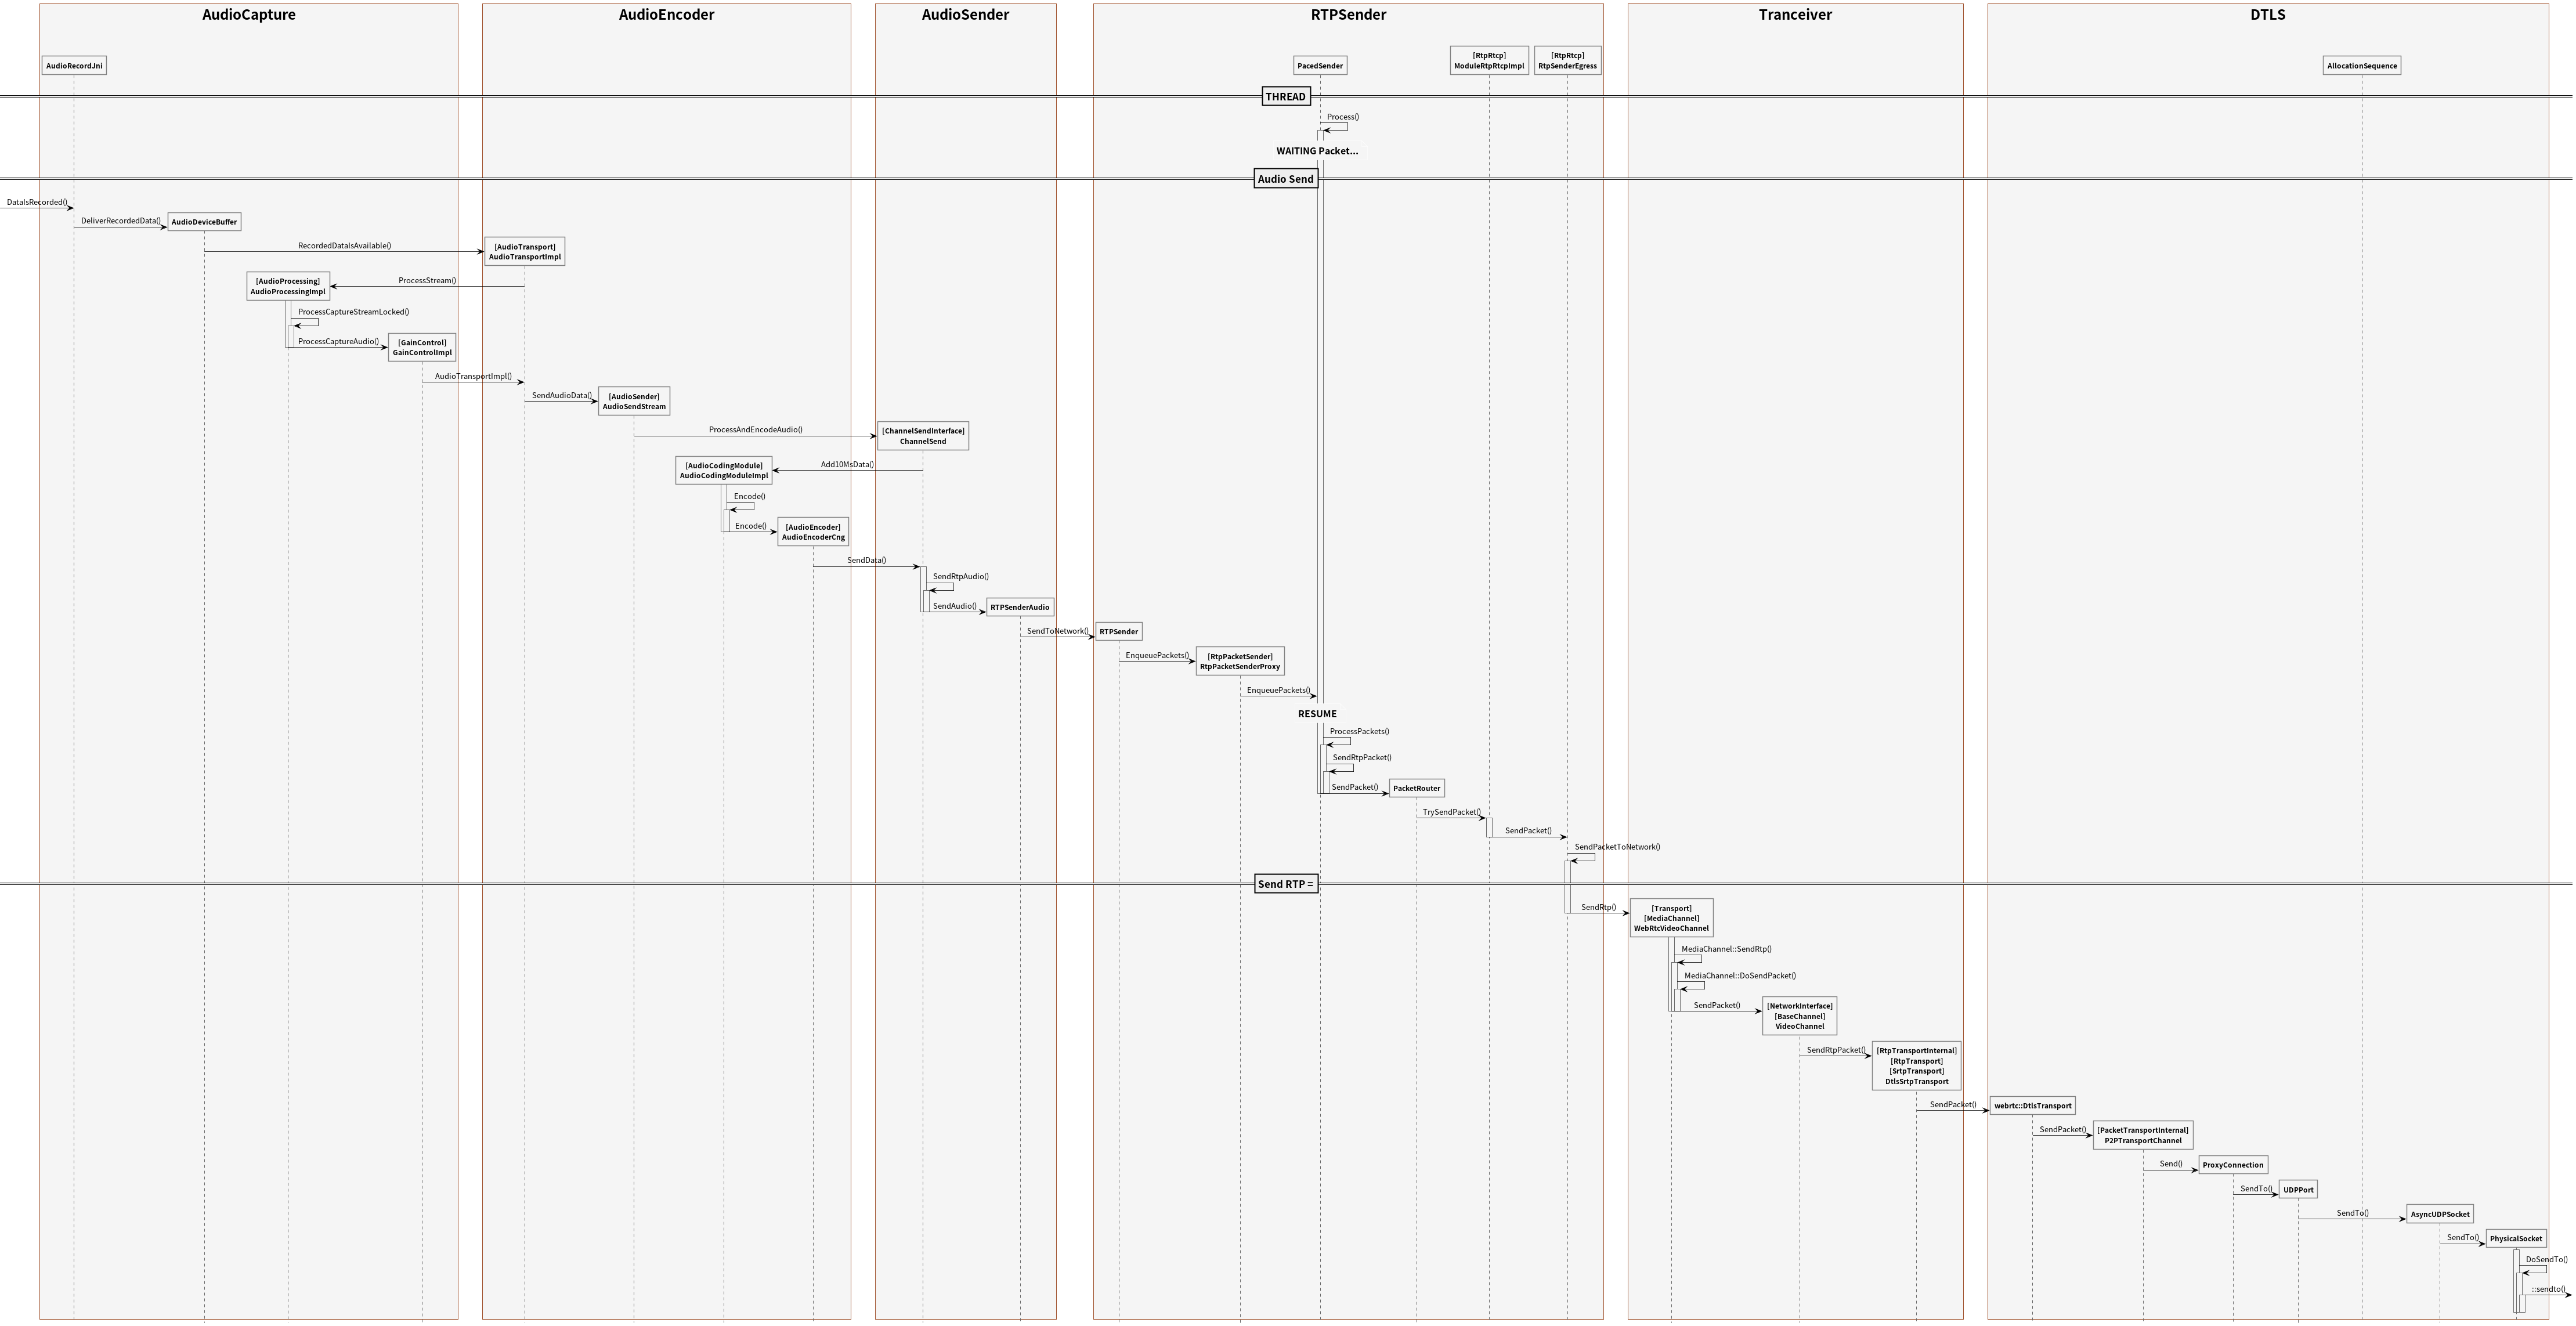 AudioCapture
AudioEncoder
AudioSender
RTPSender
Tranceiver
DTLS
AudioRecordJni
PacedSender
[RtpRtcp]
ModuleRtpRtcpImpl
[RtpRtcp]
RtpSenderEgress
AllocationSequence
THREAD
Process()
WAITING Packet...
Audio Send
DataIsRecorded()
DeliverRecordedData()
AudioDeviceBuffer
RecordedDataIsAvailable()
[AudioTransport]
AudioTransportImpl
ProcessStream()
[AudioProcessing]
AudioProcessingImpl
ProcessCaptureStreamLocked()
ProcessCaptureAudio()
[GainControl]
GainControlImpl
AudioTransportImpl()
SendAudioData()
[AudioSender]
AudioSendStream
ProcessAndEncodeAudio()
[ChannelSendInterface]
ChannelSend
Add10MsData()
[AudioCodingModule]
AudioCodingModuleImpl
Encode()
Encode()
[AudioEncoder]
AudioEncoderCng
SendData()
SendRtpAudio()
SendAudio()
RTPSenderAudio
SendToNetwork()
RTPSender
EnqueuePackets()
[RtpPacketSender]
RtpPacketSenderProxy
EnqueuePackets()
RESUME
ProcessPackets()
SendRtpPacket()
SendPacket()
PacketRouter
TrySendPacket()
SendPacket()
SendPacketToNetwork()
Send RTP =
SendRtp()
[Transport]
[MediaChannel]
WebRtcVideoChannel
MediaChannel::SendRtp()
MediaChannel::DoSendPacket()
SendPacket()
[NetworkInterface]
[BaseChannel]
VideoChannel
SendRtpPacket()
[RtpTransportInternal]
[RtpTransport]
[SrtpTransport]
DtlsSrtpTransport
SendPacket()
webrtc::DtlsTransport
SendPacket()
[PacketTransportInternal]
P2PTransportChannel
Send()
ProxyConnection
SendTo()
UDPPort
SendTo()
AsyncUDPSocket
SendTo()
PhysicalSocket
DoSendTo()
::sendto()